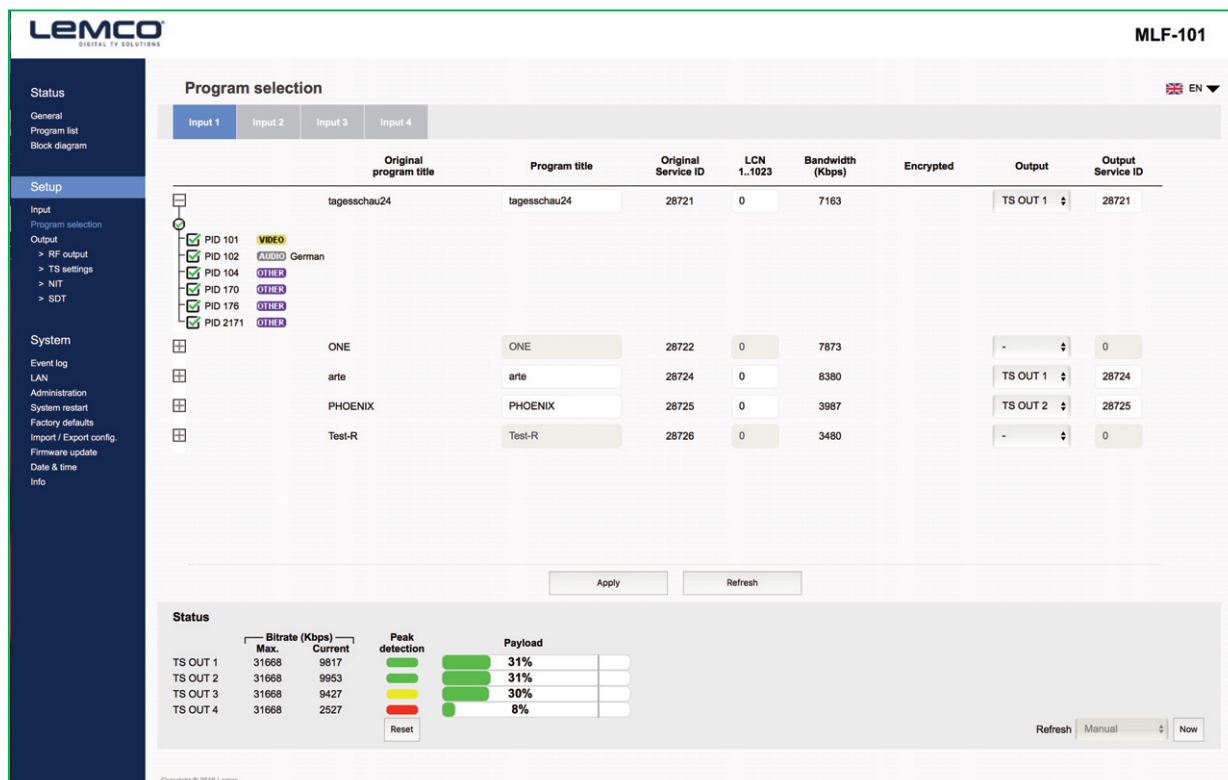 LEMCO
DIGITAL TV SOLUTIONS
MLF-101
Status
General
Program list
Block diagram
Setup
Input
Program selection
Output
> RF output
> TS settings
> NIT
> SDT
System
Event log
LAN
Administration
System restart
Factory defaults
Import / Export config.
Firmware update
Date & time
Info
Program selection
EN
Input 1 Input 2 Input 3 Input 4
Original program title Program title Original Service ID LCN 1..1023 Bandwidth (Kbps) Encrypted Output Output Service ID
tagesschau24 tagesschau24 28721 0 7163 TS OUT 1 28721
PID 101 VIDEO
PID 102 AUDIO German
PID 104 OTHER
PID 170 OTHER
PID 176 OTHER
PID 2171 OTHER
ONE ONE 28722 0 7873 - 0
arte arte 28724 0 8380 TS OUT 1 28724
PHOENIX PHOENIX 28725 0 3987 TS OUT 2 28725
Test-R Test-R 28726 0 3480 - 0
Apply Refresh
Status
Bitrate (Kbps) Peak detection Payload
Max. Current
TS OUT 1 31668 9817 31%
TS OUT 2 31668 9953 31%
TS OUT 3 31668 9427 30%
TS OUT 4 31668 2527 8%
Reset
Refresh Manual Now